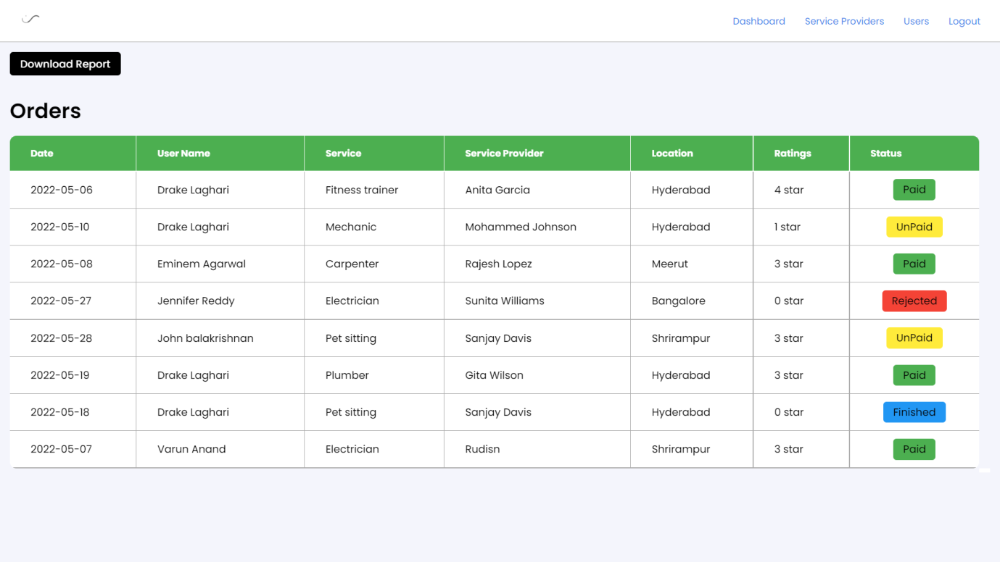 Dashboard Service Providers Users Logout
Download Report
Orders
Date User Name Service Service Provider Location Ratings Status
2022-05-06 Drake Laghari Fitness trainer Anita Garcia Hyderabad 4 star Paid
2022-05-10 Drake Laghari Mechanic Mohammed Johnson Hyderabad 1 star UnPaid
2022-05-08 Eminem Agarwal Carpenter Rajesh Lopez Meerut 3 star Paid
2022-05-27 Jennifer Reddy Electrician Sunita Williams Bangalore 0 star Rejected
2022-05-28 John balakrishnan Pet sitting Sanjay Davis Shrirampur 3 star UnPaid
2022-05-19 Drake Laghari Plumber Gita Wilson Hyderabad 3 star Paid
2022-05-18 Drake Laghari Pet sitting Sanjay Davis Hyderabad 0 star Finished
2022-05-07 Varun Anand Electrician Rudisn Shrirampur 3 star Paid